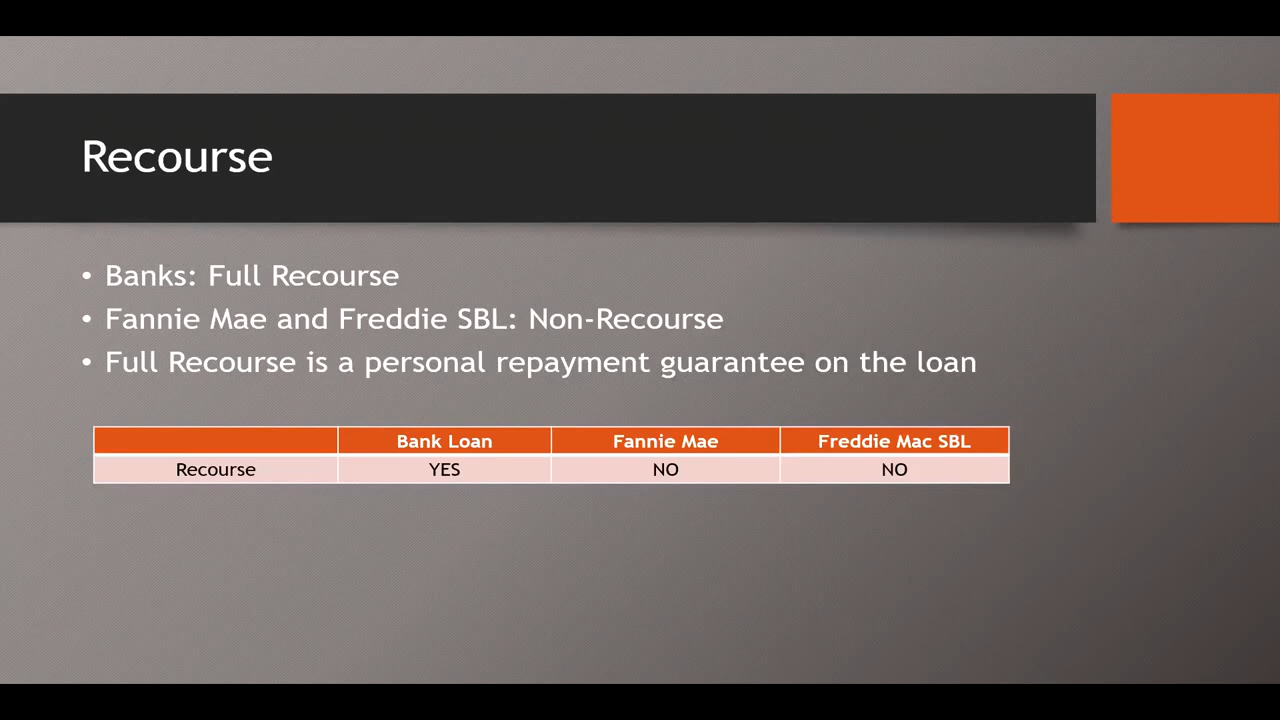 Recourse
• Banks: Full Recourse
• Fannie Mae and Freddie SBL: Non-Recourse
• Full Recourse is a personal repayment guarantee on the loan
Bank Loan Fannie Mae Freddie Mac SBL
Recourse YES NO NO